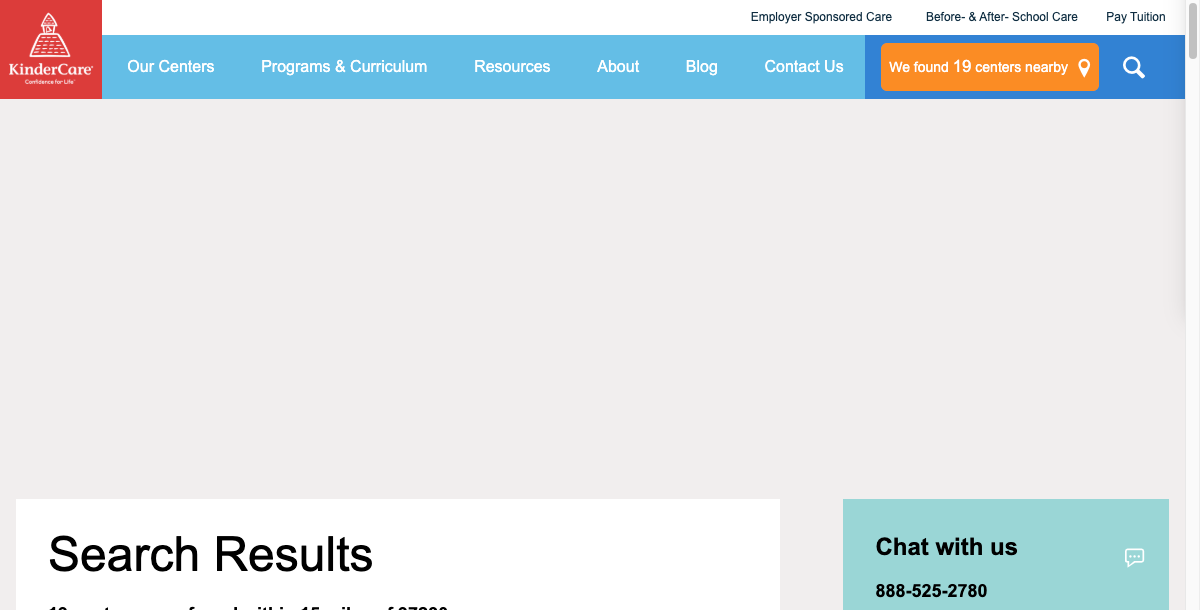 Employer Sponsored Care Before- & After- School Care Pay Tuition
KinderCare
Confidence for Life
Our Centers Programs & Curriculum Resources About Blog Contact Us We found 19 centers nearby
Search Results
Chat with us
888-525-2780